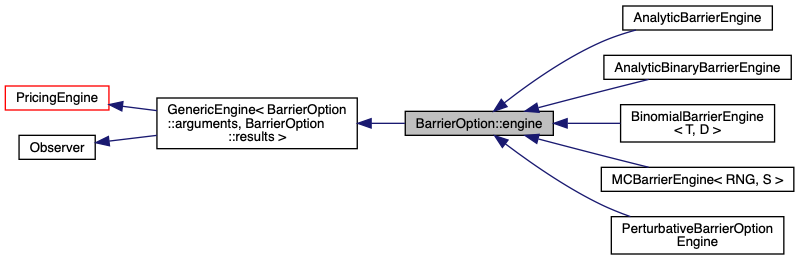 PricingEngine
Observer
GenericEngine< BarrierOption
::arguments, BarrierOption
::results >
BarrierOption::engine
AnalyticBarrierEngine
AnalyticBinaryBarrierEngine
BinomialBarrierEngine
< T, D >
MCBarrierEngine< RNG, S >
PerturbativeBarrierOption
Engine